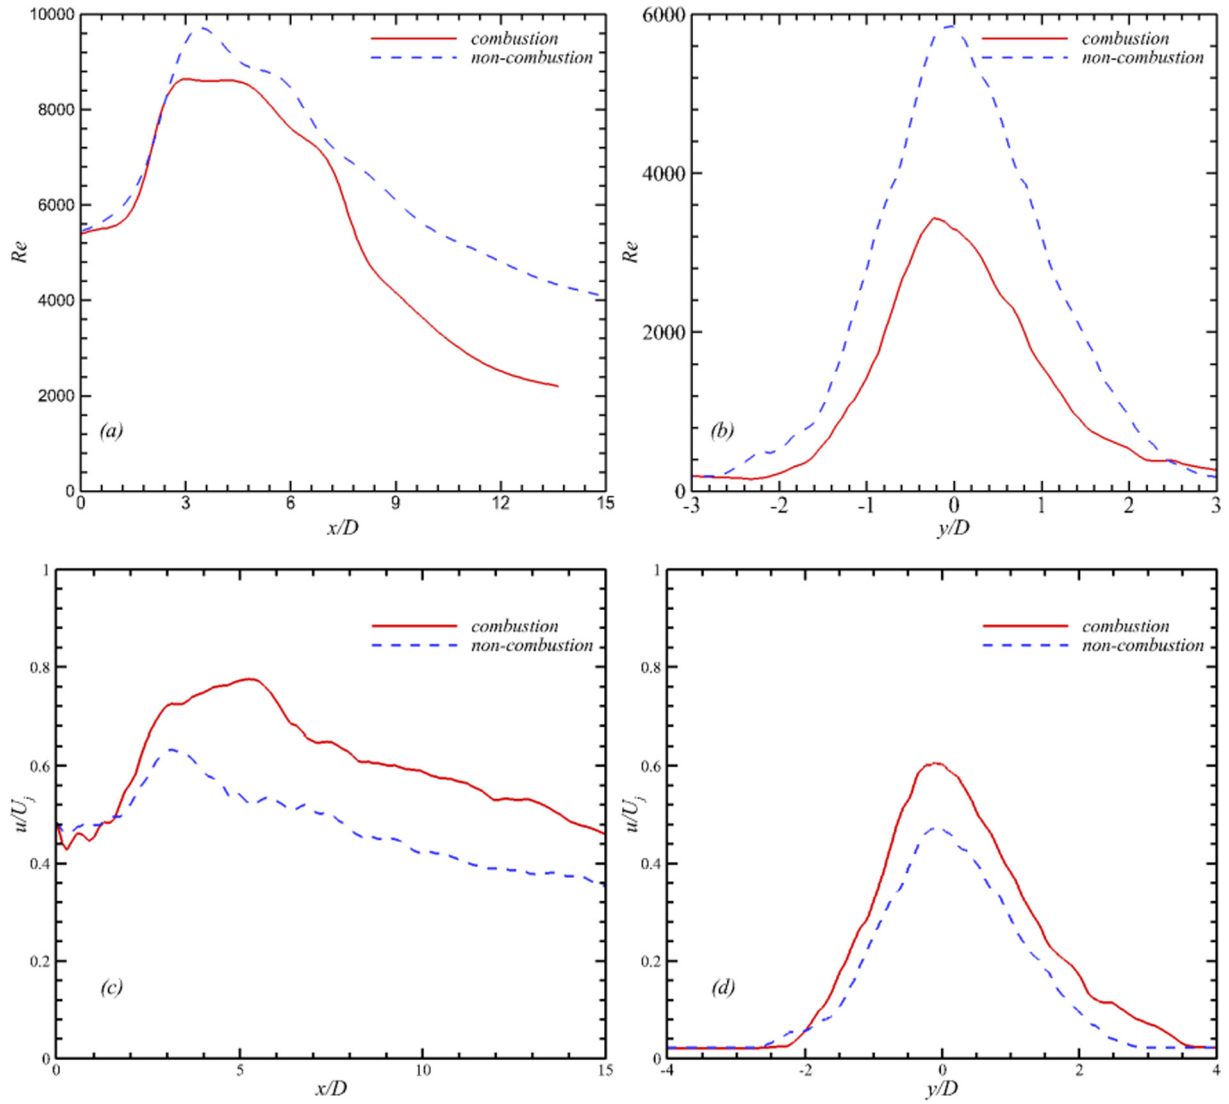 10000
8000
6000
4000
2000
0
Re
combustion
non-combustion
(a)
0 3 6 9 12 15
x/D
6000
4000
2000
0
Re
combustion
non-combustion
(b)
-3 -2 -1 0 1 2 3
y/D
1
0.8
0.6
0.4
0.2
0
u/Uj
combustion
non-combustion
(c)
0 5 10 15
x/D
1
0.8
0.6
0.4
0.2
0
u/Uj
combustion
non-combustion
(d)
-4 -2 0 2 4
y/D